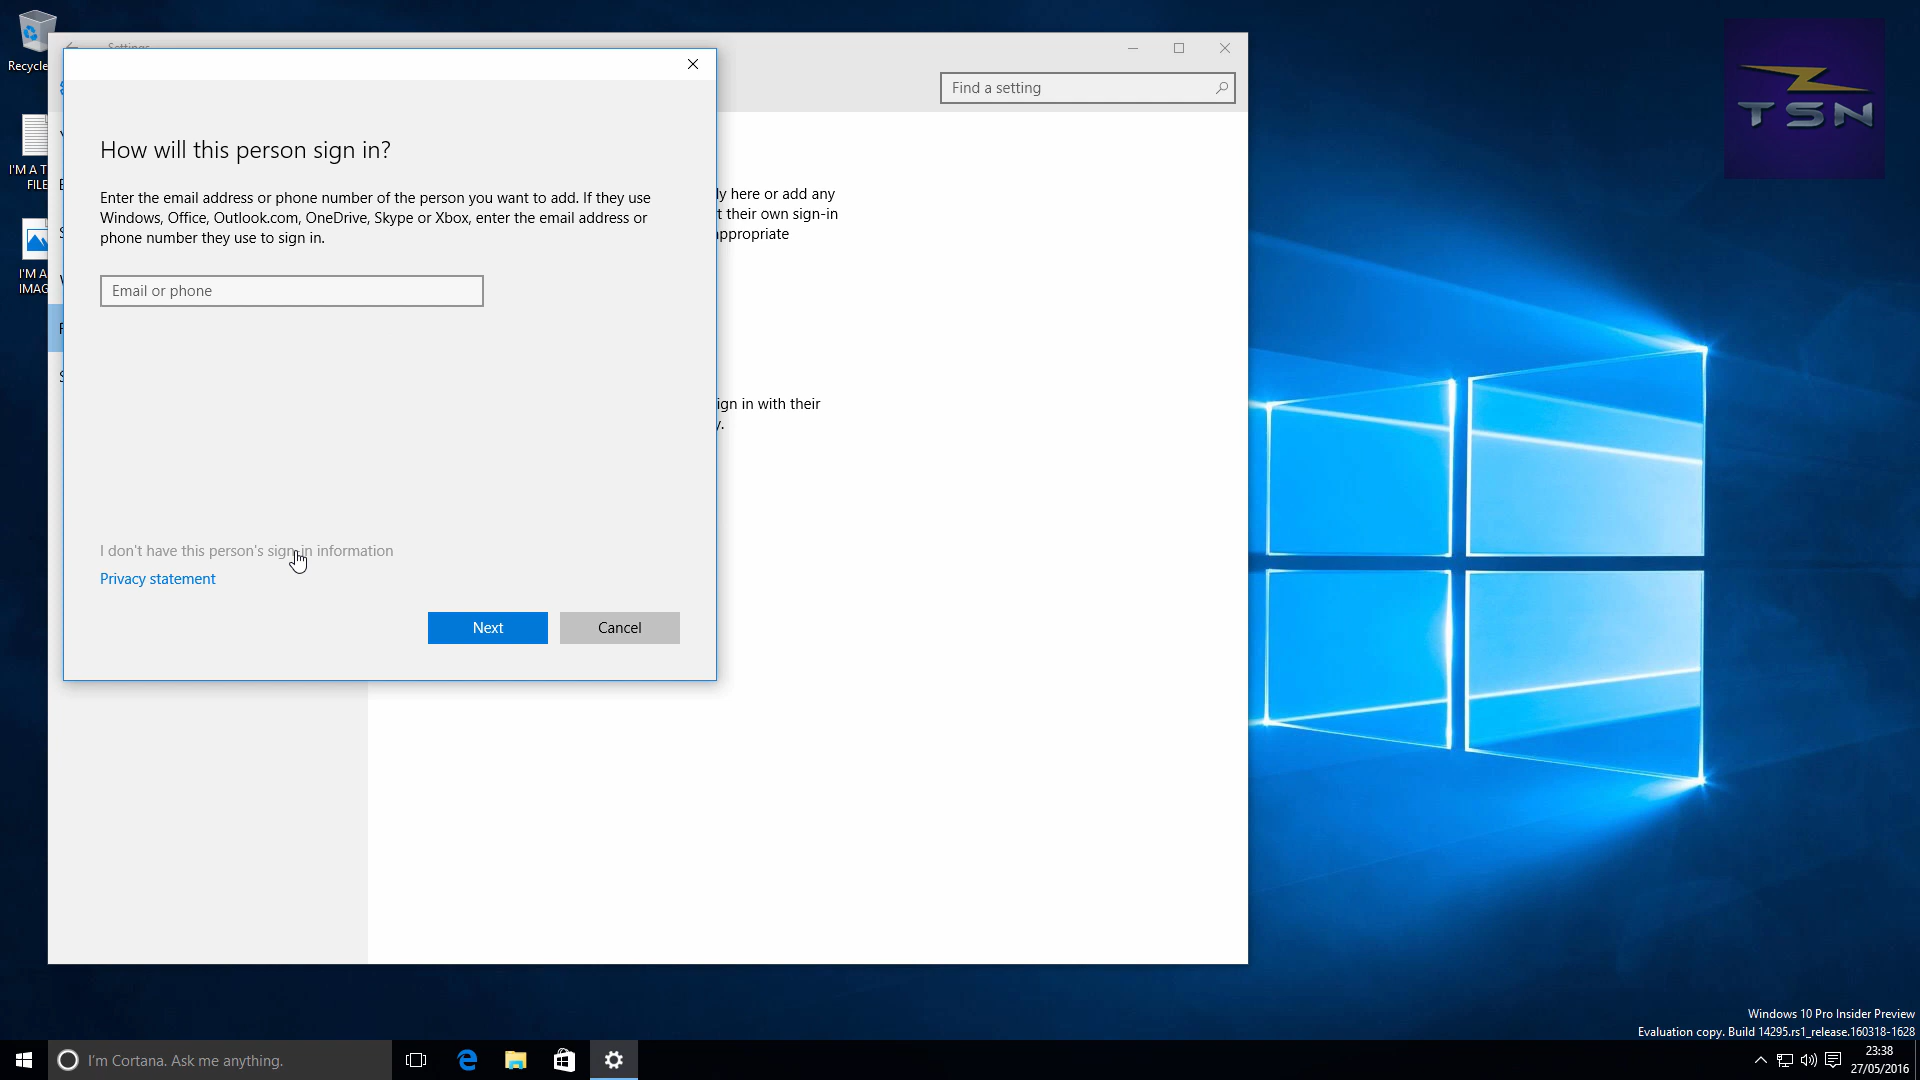 Recycle
I'M A T
FILE
I'M A
IMAG
Settings
Find a setting
How will this person sign in?
Enter the email address or phone number of the person you want to add. If they use
Windows, Office, Outlook.com, OneDrive, Skype or Xbox, enter the email address or
phone number they use to sign in.
Email or phone
ly here or add any
t their own sign-in
ppropriate
ign in with their
y.
I don't have this person's sign-in information
Privacy statement
Next
Cancel
TSN
Windows 10 Pro Insider Preview
Evaluation copy. Build 14295.rs1_release.160318-1628
I'm Cortana. Ask me anything.
23:38
27/05/2016